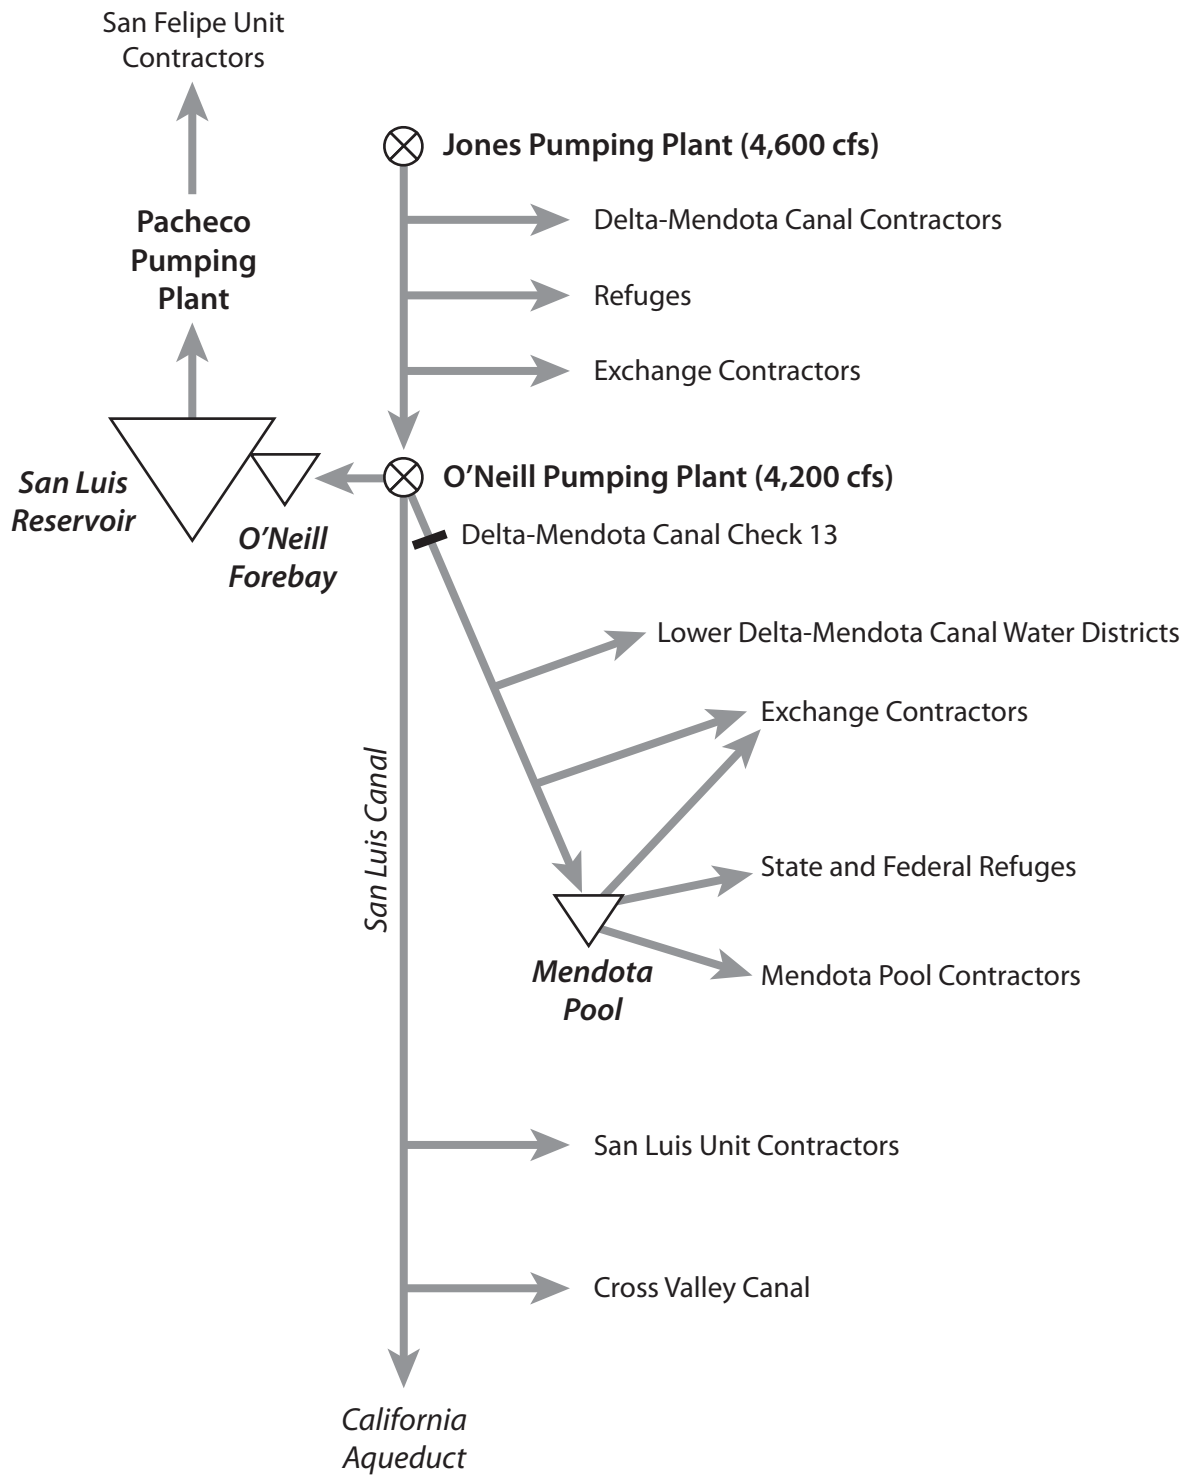 San Felipe Unit
Contractors
Jones Pumping Plant (4,600 cfs)
Pacheco
Pumping
Plant
Delta-Mendota Canal Contractors
Refuges
Exchange Contractors
San Luis
Reservoir
O’Neill
Forebay
O’Neill Pumping Plant (4,200 cfs)
Delta-Mendota Canal Check 13
Lower Delta-Mendota Canal Water Districts
Exchange Contractors
San Luis Canal
State and Federal Refuges
Mendota Pool Contractors
Mendota
Pool
San Luis Unit Contractors
Cross Valley Canal
California
Aqueduct